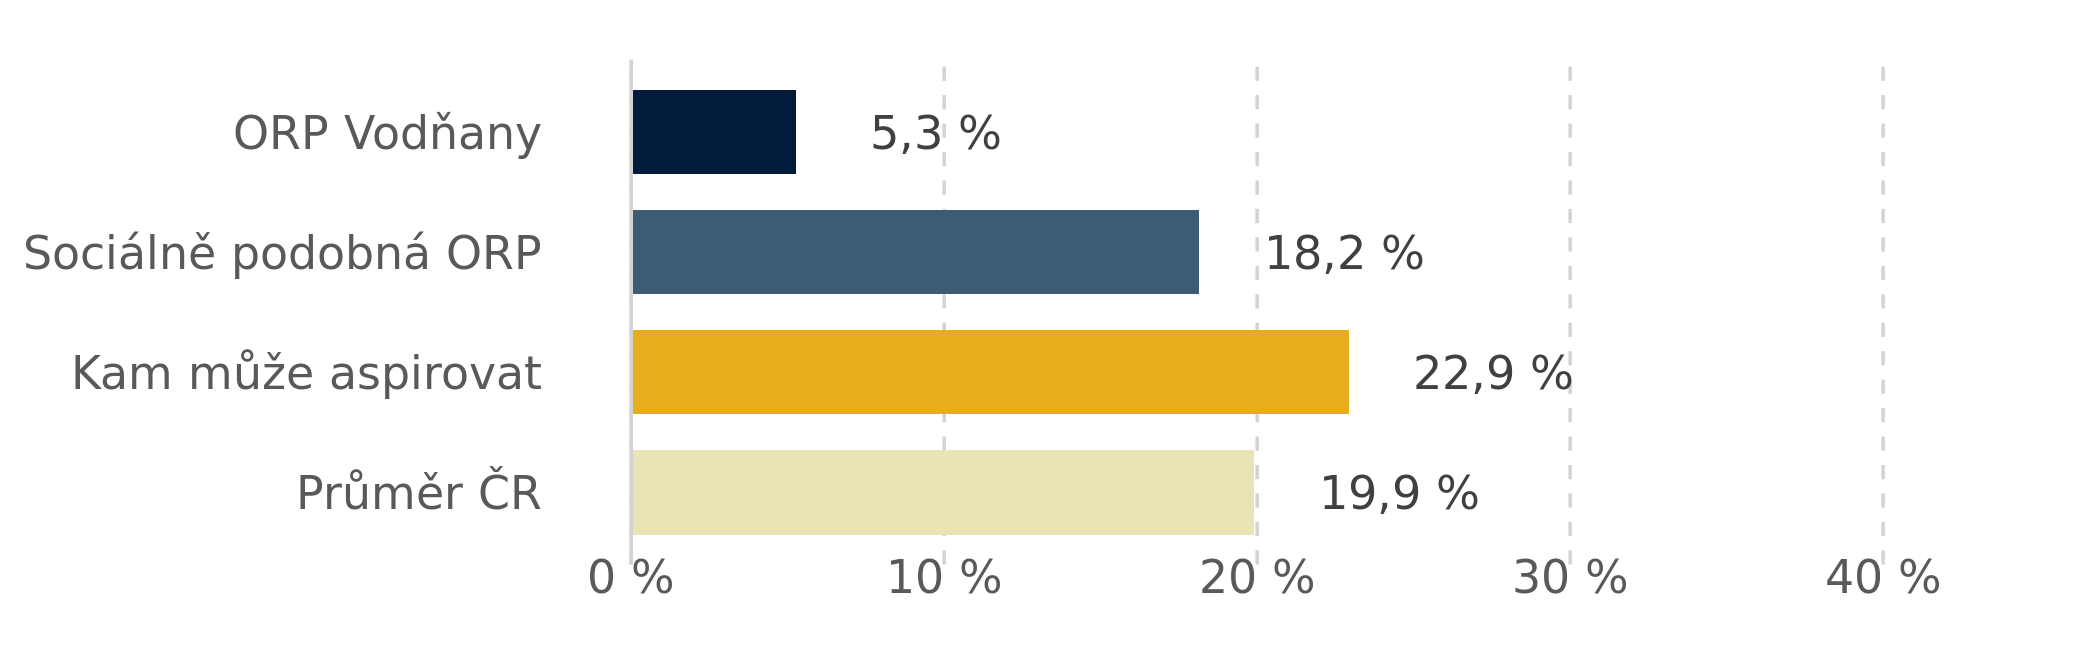 ORP Vodňany 5,3 %
Sociálně podobná ORP 18,2 %
Kam může aspirovat 22,9 %
Průměr ČR 19,9 %
0 % 10 % 20 % 30 % 40 %